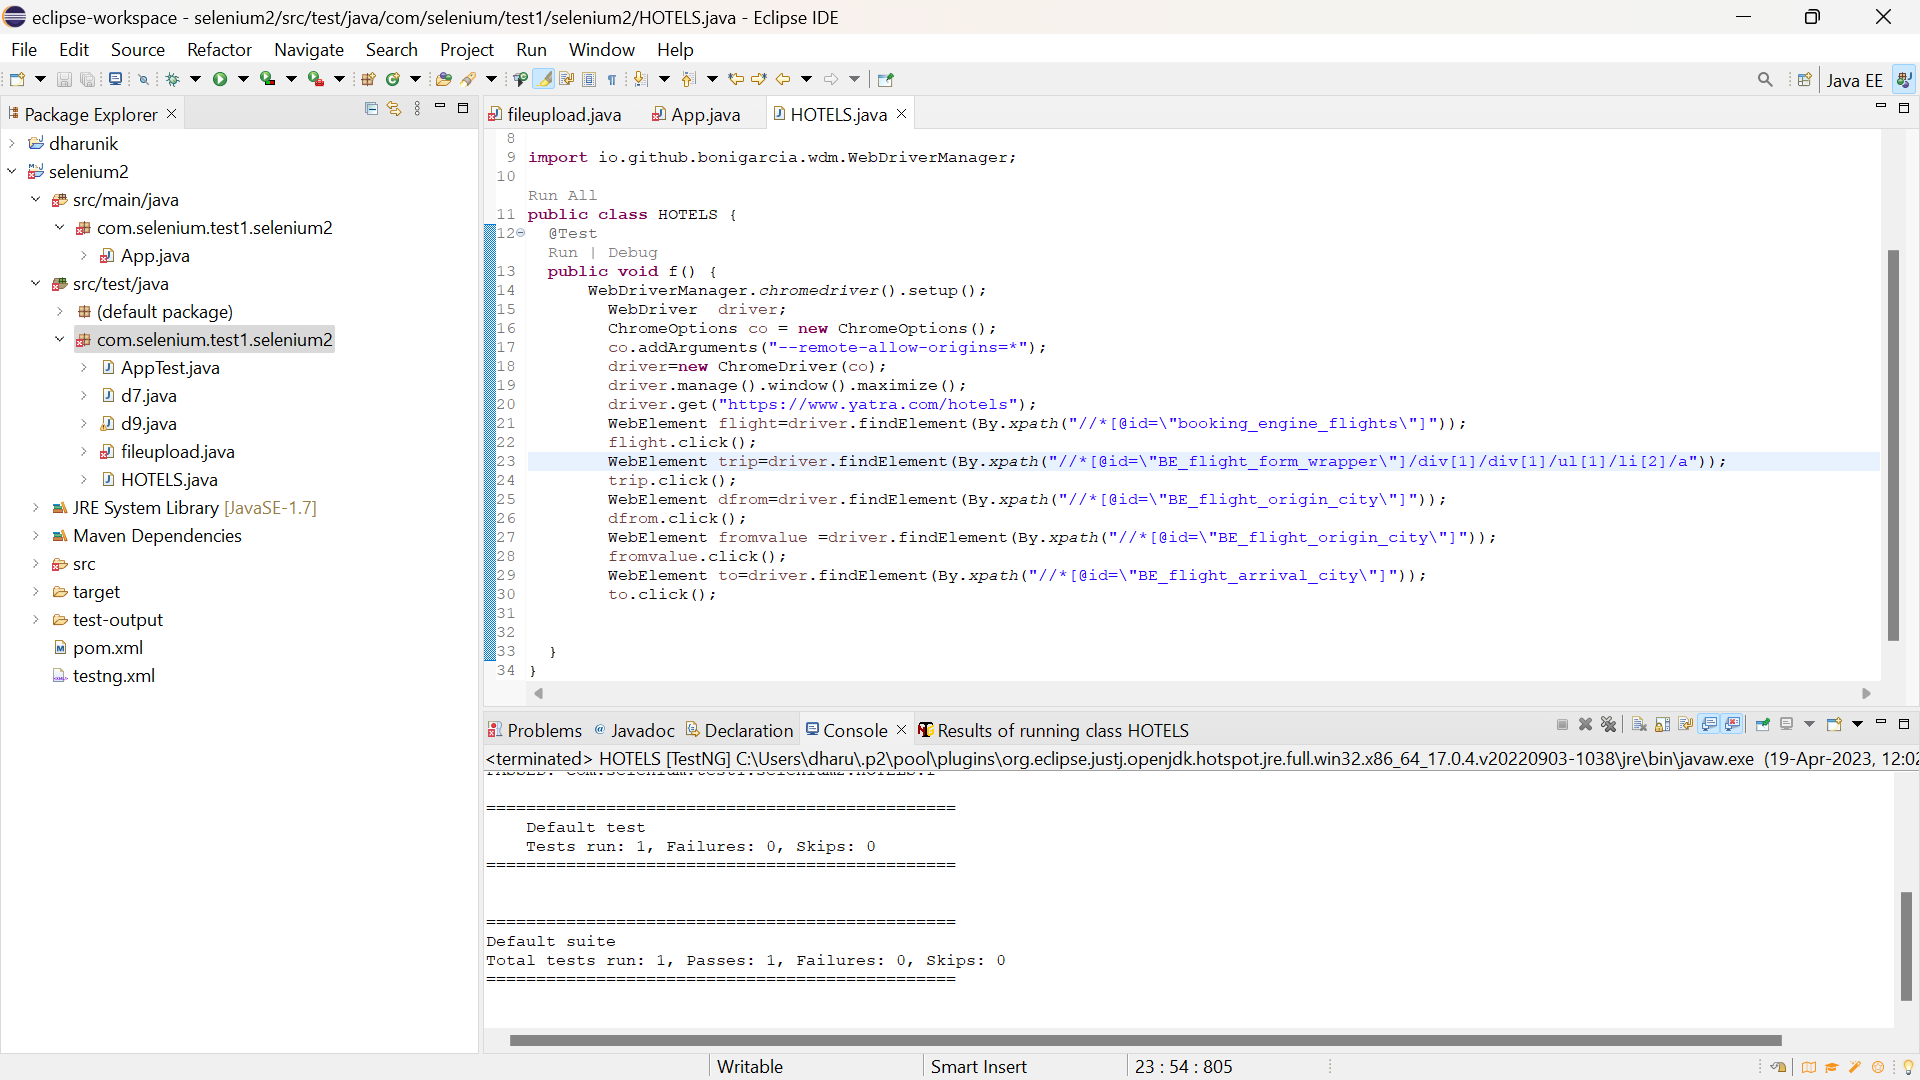 eclipse-workspace - selenium2/src/test/java/com/selenium/test1/selenium2/HOTELS.java - Eclipse IDE
File Edit Source Refactor Navigate Search Project Run Window Help
Java EE
Package Explorer
dharunik
selenium2
src/main/java
com.selenium.test1.selenium2
App.java
src/test/java
(default package)
com.selenium.test1.selenium2
AppTest.java
d7.java
d9.java
fileupload.java
HOTELS.java
JRE System Library [JavaSE-1.7]
Maven Dependencies
src
target
test-output
pom.xml
testng.xml
fileupload.java App.java HOTELS.java
8
9 import io.github.bonigarcia.wdm.WebDriverManager;
10
Run All
11 public class HOTELS {
12 @Test
Run | Debug
13 public void f() {
14 WebDriverManager.chromedriver().setup();
15 WebDriver driver;
16 ChromeOptions co = new ChromeOptions();
17 co.addArguments("--remote-allow-origins=*");
18 driver=new ChromeDriver(co);
19 driver.manage().window().maximize();
20 driver.get("https://www.yatra.com/hotels");
21 WebElement flight=driver.findElement(By.xpath("//*[@id=\"booking_engine_flights\"]"));
22 flight.click();
23 WebElement trip=driver.findElement(By.xpath("//*[@id=\"BE_flight_form_wrapper\"]/div[1]/div[1]/ul[1]/li[2]/a"));
24 trip.click();
25 WebElement dfrom=driver.findElement(By.xpath("//*[@id=\"BE_flight_origin_city\"]"));
26 dfrom.click();
27 WebElement fromvalue =driver.findElement(By.xpath("//*[@id=\"BE_flight_origin_city\"]"));
28 fromvalue.click();
29 WebElement to=driver.findElement(By.xpath("//*[@id=\"BE_flight_arrival_city\"]"));
30 to.click();
31
32
33 }
34 }
Problems Javadoc Declaration Console Results of running class HOTELS
<terminated> HOTELS [TestNG] C:\Users\dharu\.p2\pool\plugins\org.eclipse.justj.openjdk.hotspot.jre.full.win32.x86_64_17.0.4.v20220903-1038\jre\bin\javaw.exe (19-Apr-2023, 12:02
PASSED: com.selenium.test1.selenium2.HOTELS.f
===============================================
Default test
Tests run: 1, Failures: 0, Skips: 0
===============================================
===============================================
Default suite
Total tests run: 1, Passes: 1, Failures: 0, Skips: 0
===============================================
Writable Smart Insert 23 : 54 : 805